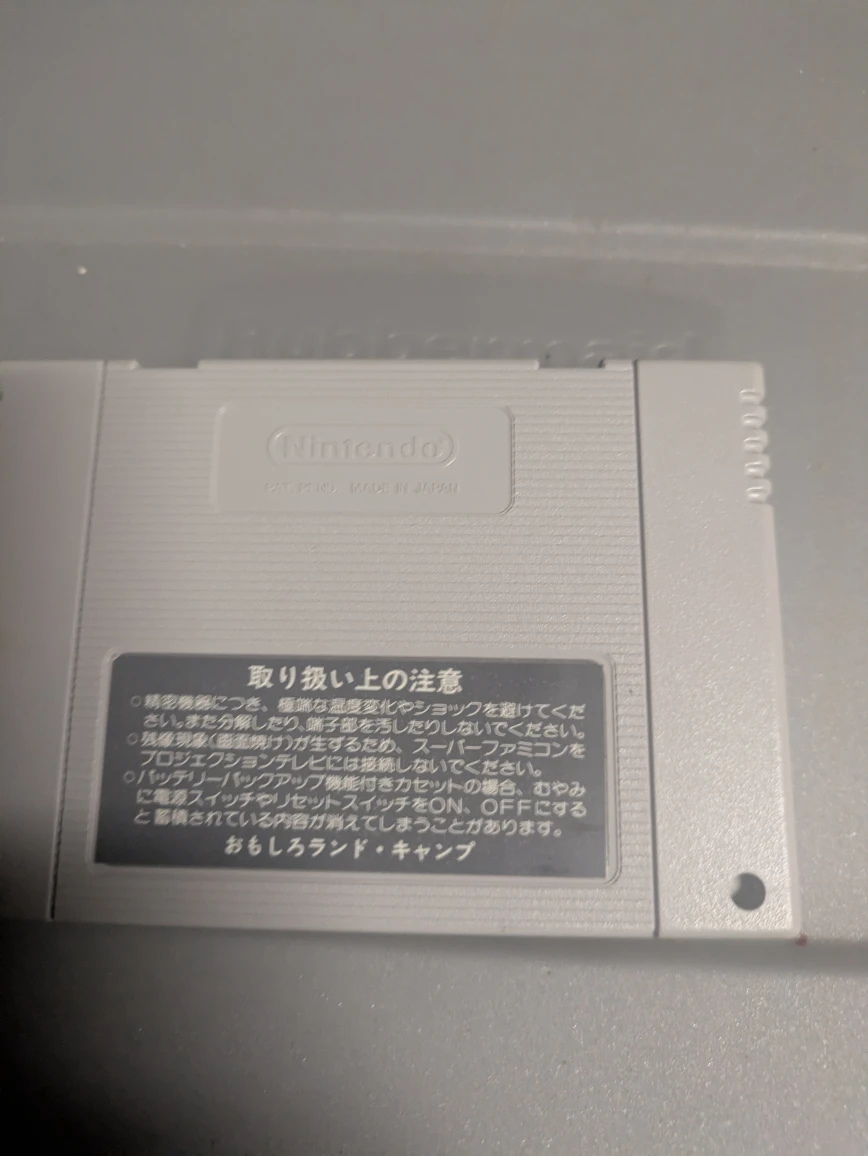 Nintendo
PAT. PEND. MADE IN JAPAN
取り扱い上の注意
○精密機器につき、極端な温度変化やショックを避けてくだ
さい。また分解したり、端子部を汚したりしないでください。
○残像現象(画面焼け)が生ずるため、スーパーファミコンを
プロジェクションテレビには接続しないでください。
○バッテリーバックアップ機能付きカセットの場合、むやみ
に電源スイッチやリセットスイッチをON、OFFにする
と蓄積されている内容が消えてしまうことがあります。
おもしろランド・キャンプ